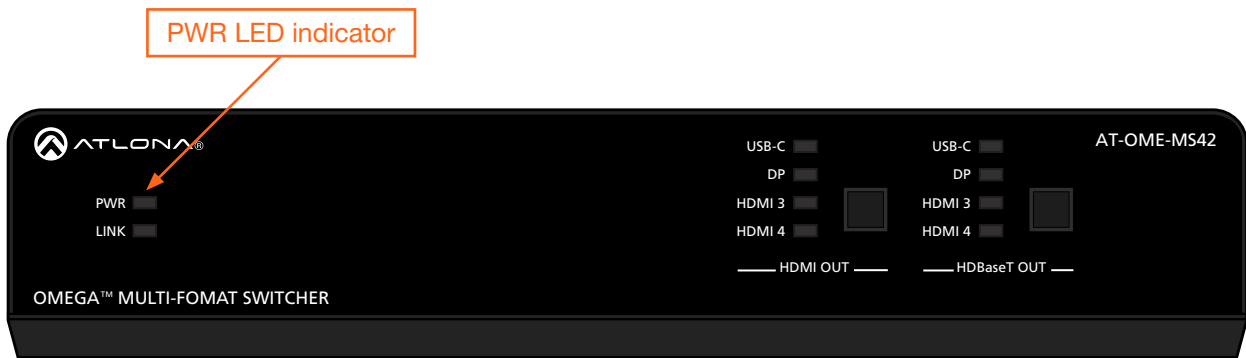 PWR LED indicator
ATLONA®
AT-OME-MS42
PWR
LINK
USB-C
DP
HDMI 3
HDMI 4
HDMI OUT
USB-C
DP
HDMI 3
HDMI 4
HDBaseT OUT
OMEGA™ MULTI-FOMAT SWITCHER